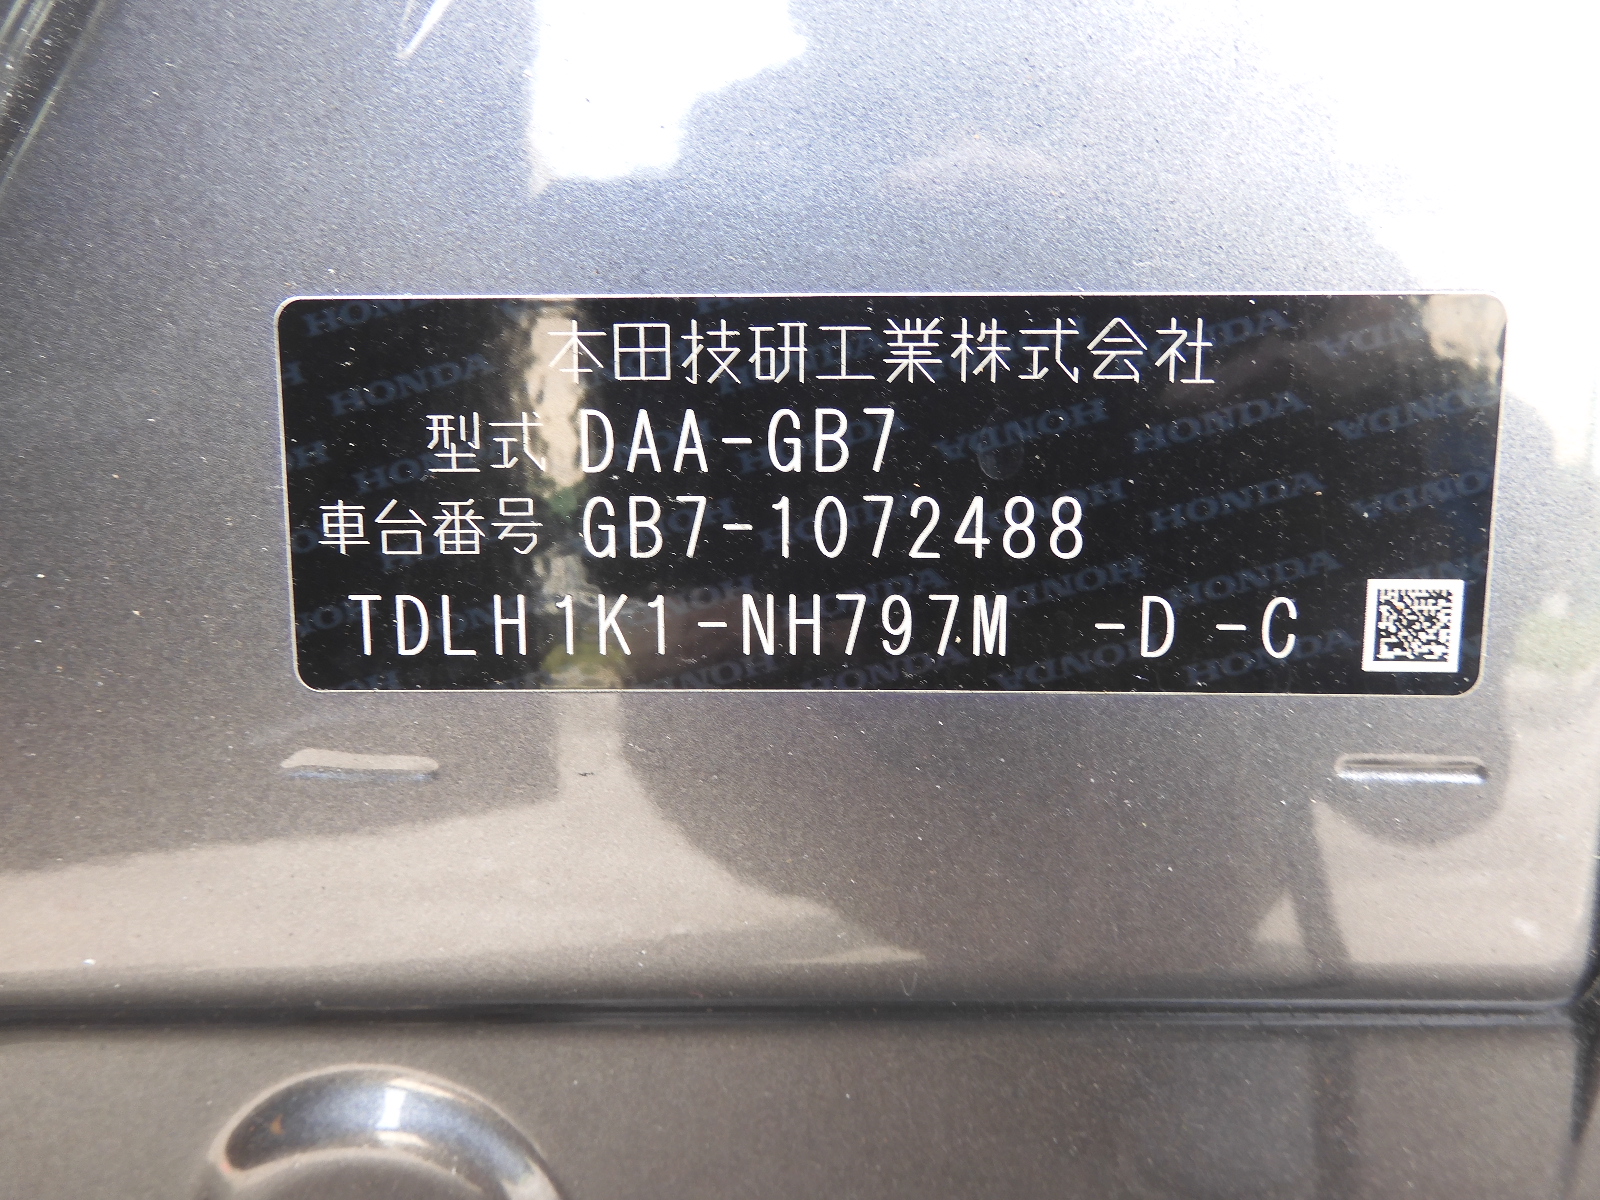 本田技研工業株式会社
型式 DAA-GB7
車台番号 GB7-1072488
TDLH1K1-NH797M -D -C